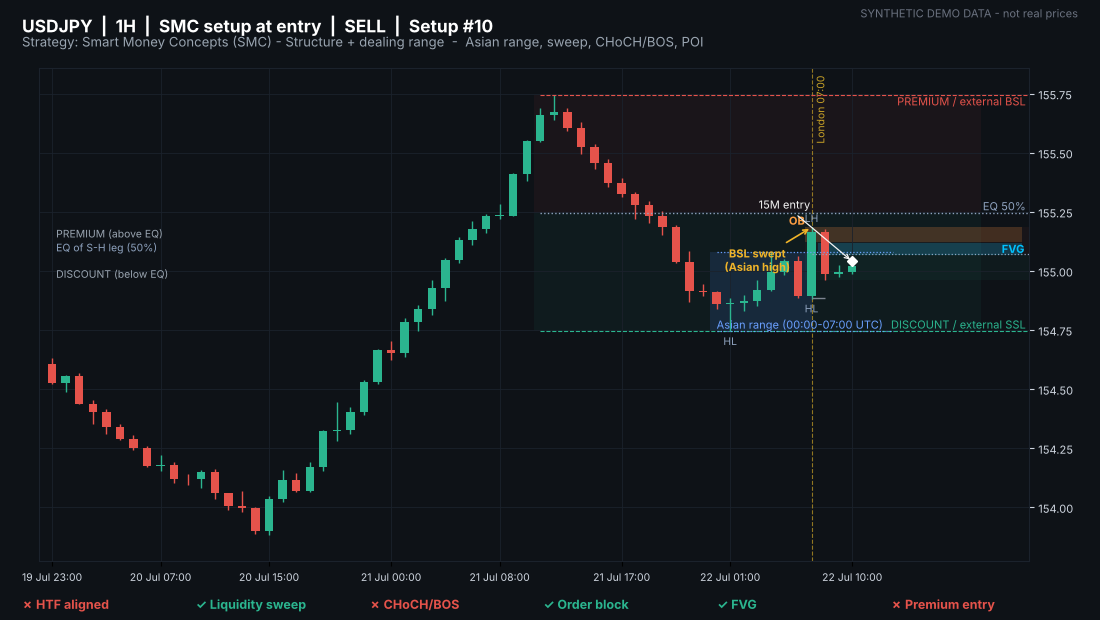 SYNTHETIC DEMO DATA - not real prices
USDJPY | 1H | SMC setup at entry | SELL | Setup #10
Strategy: Smart Money Concepts (SMC) - Structure + dealing range - Asian range, sweep, CHoCH/BOS, POI
London 07:00
155.75
PREMIUM / external BSL
155.50
15M entry
EQ 50%
155.25
OB
LH
PREMIUM (above EQ)
EQ of S-H leg (50%)
BSL swept
(Asian high)
FVG
DISCOUNT (below EQ)
155.00
HL
Asian range (00:00-07:00 UTC)
DISCOUNT / external SSL
154.75
HL
154.50
154.25
154.00
19 Jul 23:00
20 Jul 07:00
20 Jul 15:00
21 Jul 00:00
21 Jul 08:00
21 Jul 17:00
22 Jul 01:00
22 Jul 10:00
× HTF aligned
✓ Liquidity sweep
× CHoCH/BOS
✓ Order block
✓ FVG
× Premium entry